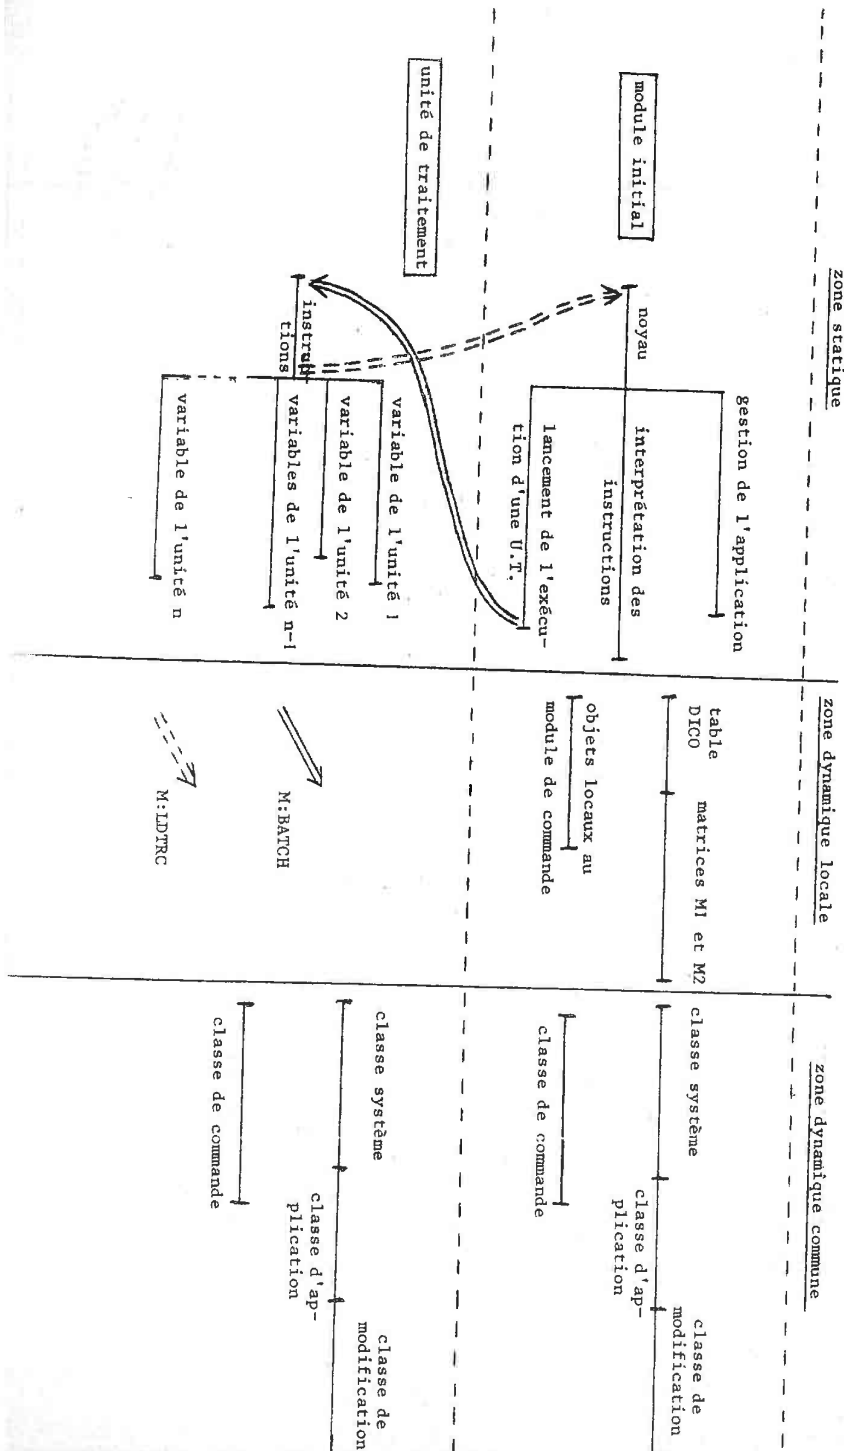 zone statique
zone dynamique locale
zone dynamique commune
module initial
noyau
gestion de l'application
interprétation des
instructions
lancement de l'exécu-
tion d'une U.T.
table
DICO
matrices M1 et M2
objets locaux au
module de commande
classe système
classe d'ap-
plication
classe de
modification
classe de commande
unité de traitement
instruc-
tions
variable de l'unité 1
variable de l'unité 2
variables de l'unité n-1
variable de l'unité n
M:BATCH
M:LDTRC
classe système
classe d'ap-
plication
classe de
modification
classe de commande